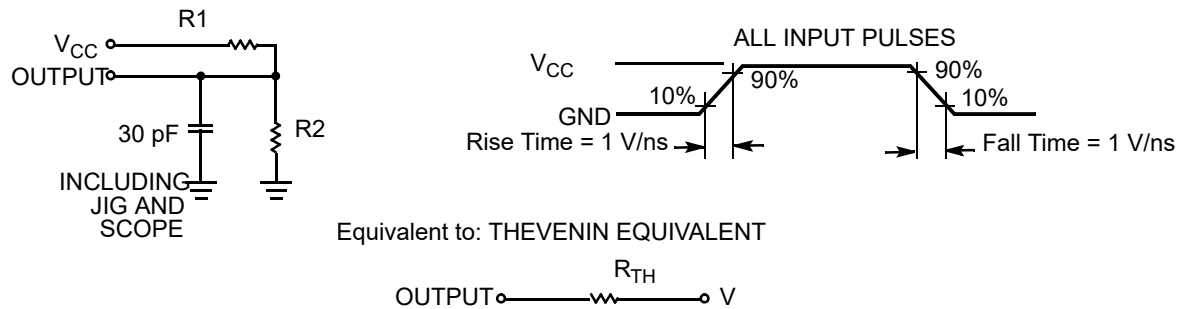 R1
VCC
OUTPUT
30 pF
R2
INCLUDING
JIG AND
SCOPE
ALL INPUT PULSES
VCC
90%
90%
10%
10%
GND
Rise Time = 1 V/ns
Fall Time = 1 V/ns
Equivalent to: THEVENIN EQUIVALENT
RTH
OUTPUT
V